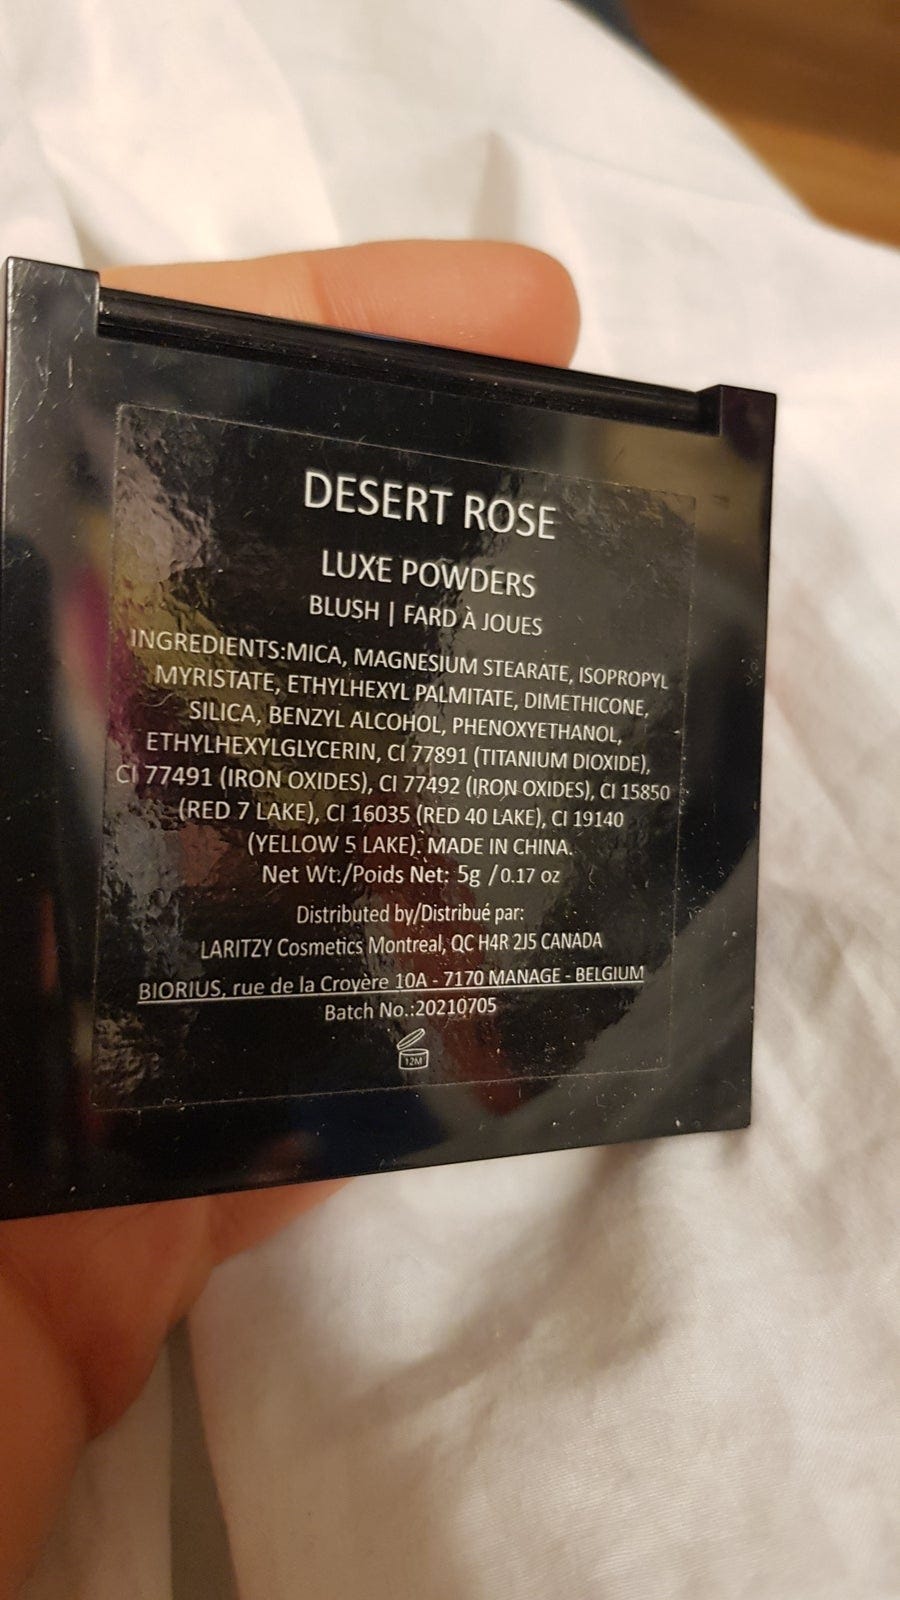 DESERT ROSE
LUXE POWDERS
BLUSH | FARD À JOUES
INGREDIENTS:MICA, MAGNESIUM STEARATE, ISOPROPYL
MYRISTATE, ETHYLHEXYL PALMITATE, DIMETHICONE,
SILICA, BENZYL ALCOHOL, PHENOXYETHANOL,
ETHYLHEXYLGLYCERIN, CI 77891 (TITANIUM DIOXIDE),
CI 77491 (IRON OXIDES), CI 77492 (IRON OXIDES), CI 15850
(RED 7 LAKE), CI 16035 (RED 40 LAKE), CI 19140
(YELLOW 5 LAKE). MADE IN CHINA.
Net Wt./Poids Net: 5g /0.17 oz
Distributed by/Distribué par:
LARITZY Cosmetics Montreal, QC H4R 2J5 CANADA
BIORIUS, rue de la Croyère 10A - 7170 MANAGE - BELGIUM
Batch No.:20210705
12M